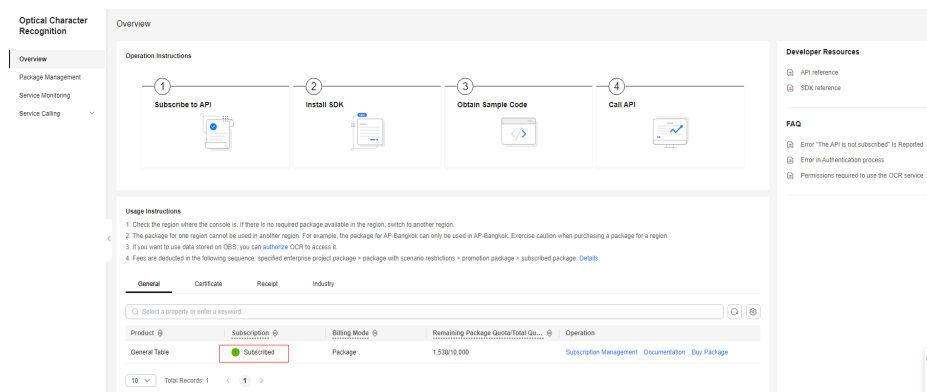 Optical Character
Recognition
Overview
Package Management
Service Monitoring
Service Calling
Overview
Operation Instructions
1
Subscribe to API
2
Install SDK
3
Obtain Sample Code
4
Call API
Usage Instructions
1. Check the region where the console is. If there is no required package available in the region, switch to another region.
2. The package for one region cannot be used in another region. For example, the package for AP-Bangkok can only be used in AP-Bangkok. Exercise caution when purchasing a package for a region.
3. If you want to use data stored on OBS, you can authorize OCR to access it.
4. Fees are deducted in the following sequence: specified enterprise project package > package with scenario restrictions > promotion package > subscribed package. Details
General Certificate Receipt Industry
Select a property or enter a keyword.
Product Subscription Billing Mode Remaining Package Quota/Total Qu... Operation
General Table Subscribed Package 1,538/10,000 Subscription Management Documentation Buy Package
10 Total Records: 1 < 1 >
Developer Resources
API reference
SDK reference
FAQ
Error "The API is not subscribed" Is Reported
Error in Authentication process
Permissions required to use the OCR service